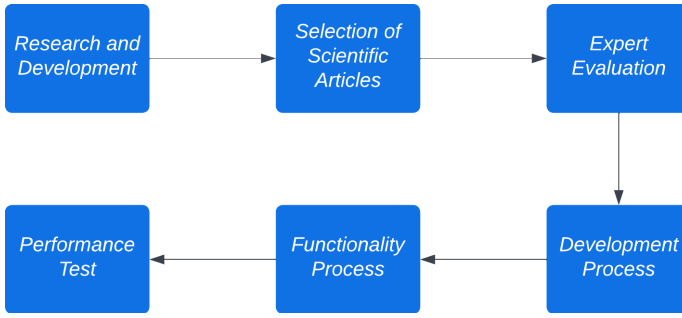 Research and
Development
Selection of
Scientific
Articles
Expert
Evaluation
Development
Process
Functionality
Process
Performance
Test